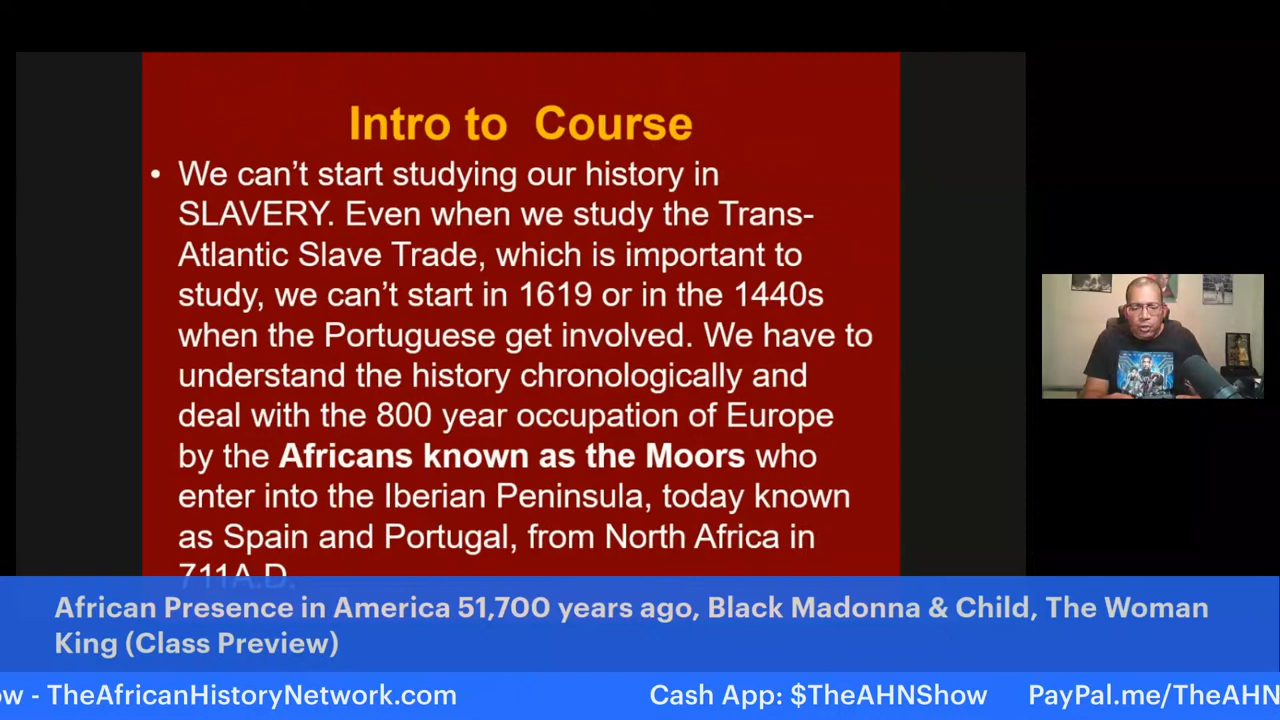 Intro to Course
• We can't start studying our history in
SLAVERY. Even when we study the Trans-
Atlantic Slave Trade, which is important to
study, we can't start in 1619 or in the 1440s
when the Portuguese get involved. We have to
understand the history chronologically and
deal with the 800 year occupation of Europe
by the Africans known as the Moors who
enter into the Iberian Peninsula, today known
as Spain and Portugal, from North Africa in
711A.D.
African Presence in America 51,700 years ago, Black Madonna & Child, The Woman
King (Class Preview)
ow - TheAfricanHistoryNetwork.com Cash App: $TheAHNShow PayPal.me/TheAHN